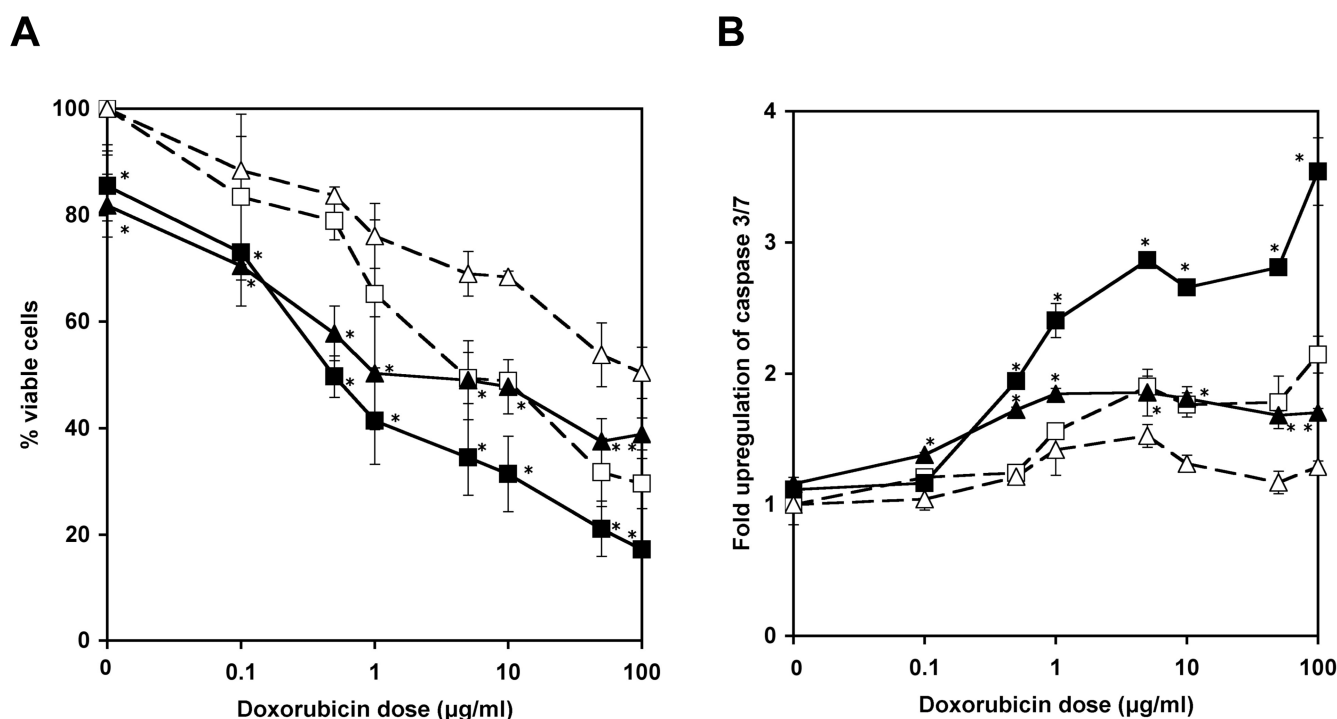 A
100
80
60
40
20
0
% viable cells
0 0.1 1 10 100
Doxorubicin dose (µg/ml)
B
4
3
2
1
0
Fold upregulation of caspase 3/7
0 0.1 1 10 100
Doxorubicin dose (µg/ml)